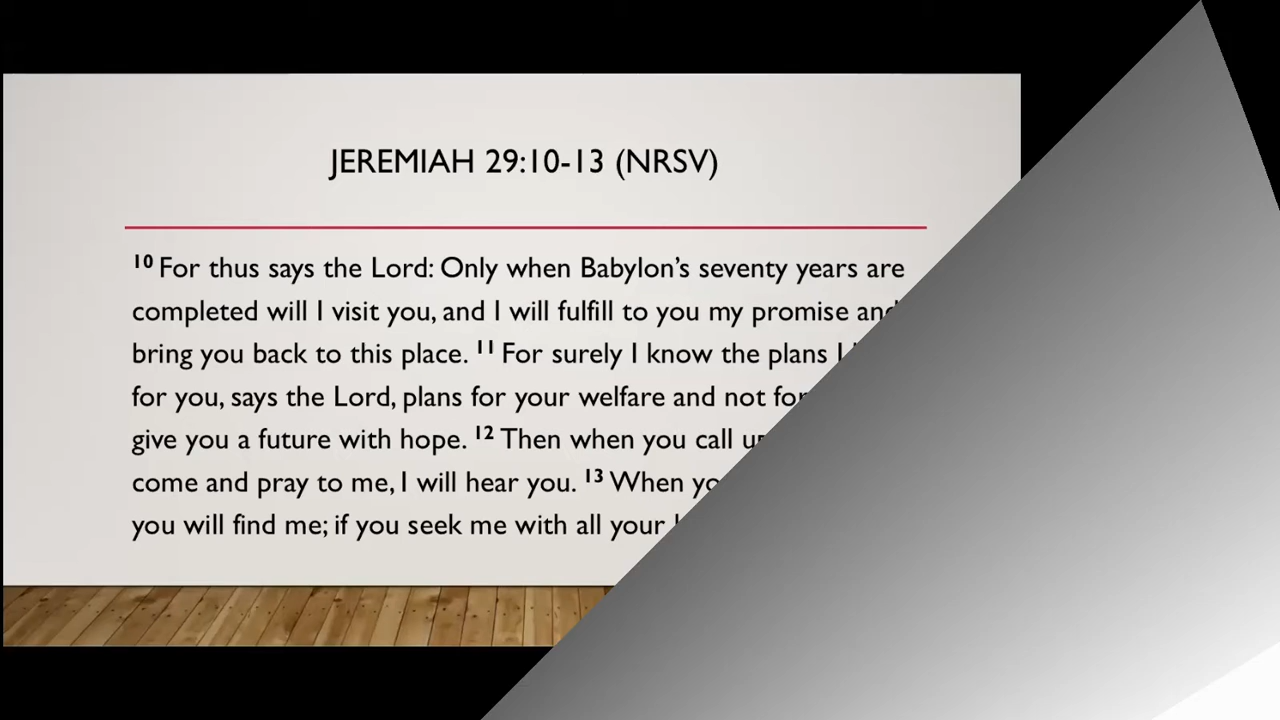 JEREMIAH 29:10-13 (NRSV)
10 For thus says the Lord: Only when Babylon's seventy years are
completed will I visit you, and I will fulfill to you my promise and
bring you back to this place. 11 For surely I know the plans I
for you, says the Lord, plans for your welfare and not for
give you a future with hope. 12 Then when you call
come and pray to me, I will hear you. 13 When
you will find me; if you seek me with all your